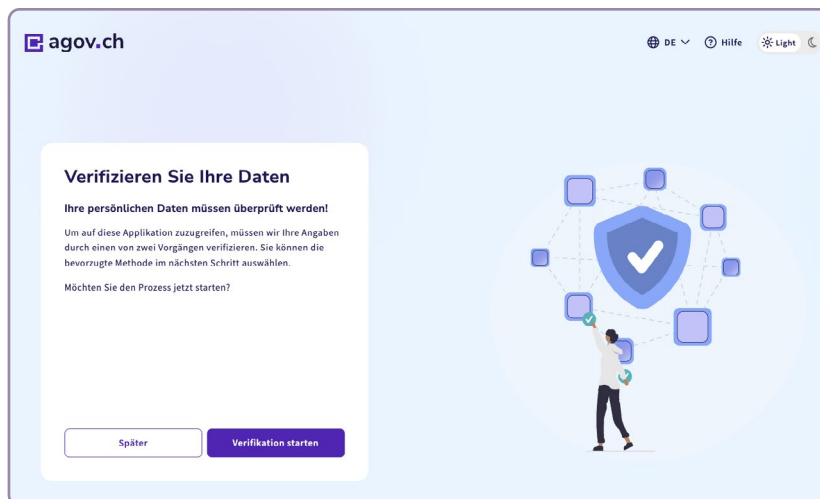 agov.ch
DE
Hilfe
Light
Verifizieren Sie Ihre Daten
Ihre persönlichen Daten müssen überprüft werden!
Um auf diese Applikation zuzugreifen, müssen wir Ihre Angaben
durch einen von zwei Vorgängen verifizieren. Sie können die
bevorzugte Methode im nächsten Schritt auswählen.
Möchten Sie den Prozess jetzt starten?
Später
Verifikation starten